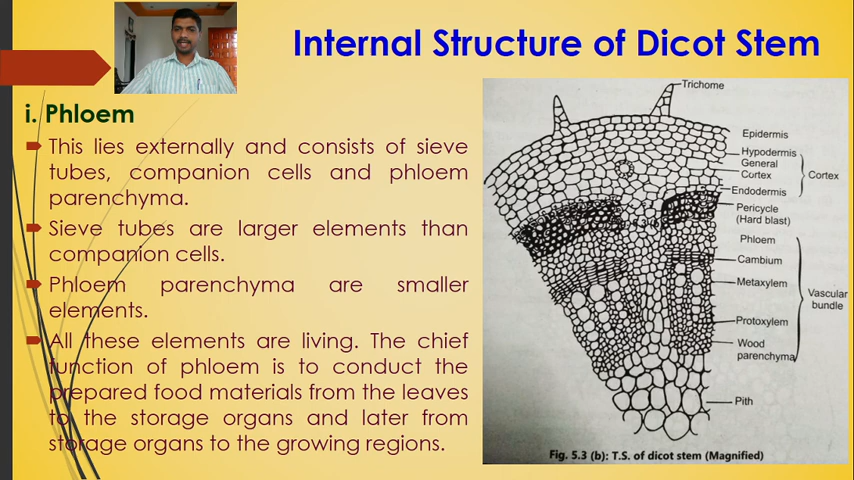 Internal Structure of Dicot Stem
i. Phloem
This lies externally and consists of sieve
tubes, companion cells and phloem
parenchyma.
Sieve tubes are larger elements than
companion cells.
Phloem parenchyma are smaller
elements.
All these elements are living. The chief
function of phloem is to conduct the
prepared food materials from the leaves
to the storage organs and later from
storage organs to the growing regions.
Trichome
Epidermis
Hypodermis
General
Cortex
Cortex
Endodermis
Pericycle
(Hard blast)
Phloem
Cambium
Metaxylem
Vascular
bundle
Protoxylem
Wood
parenchyma
Pith
Fig. 5.3 (b): T.S. of dicot stem (Magnified)